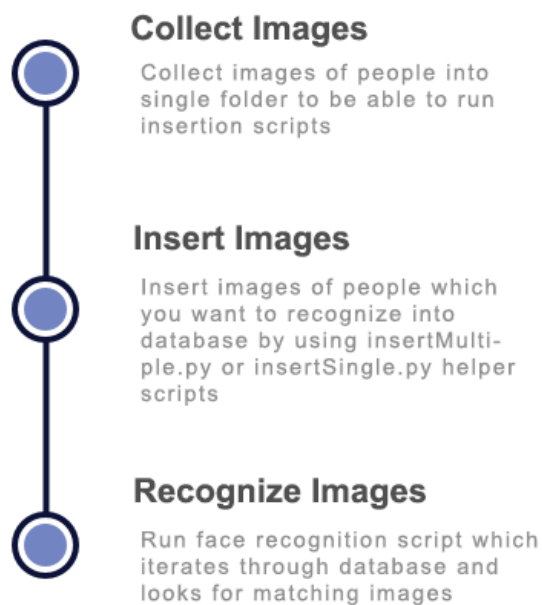 Collect Images
Collect images of people into
single folder to be able to run
insertion scripts
Insert Images
Insert images of people which
you want to recognize into
database by using insertMulti-
ple.py or insertSingle.py helper
scripts
Recognize Images
Run face recognition script which
iterates through database and
looks for matching images